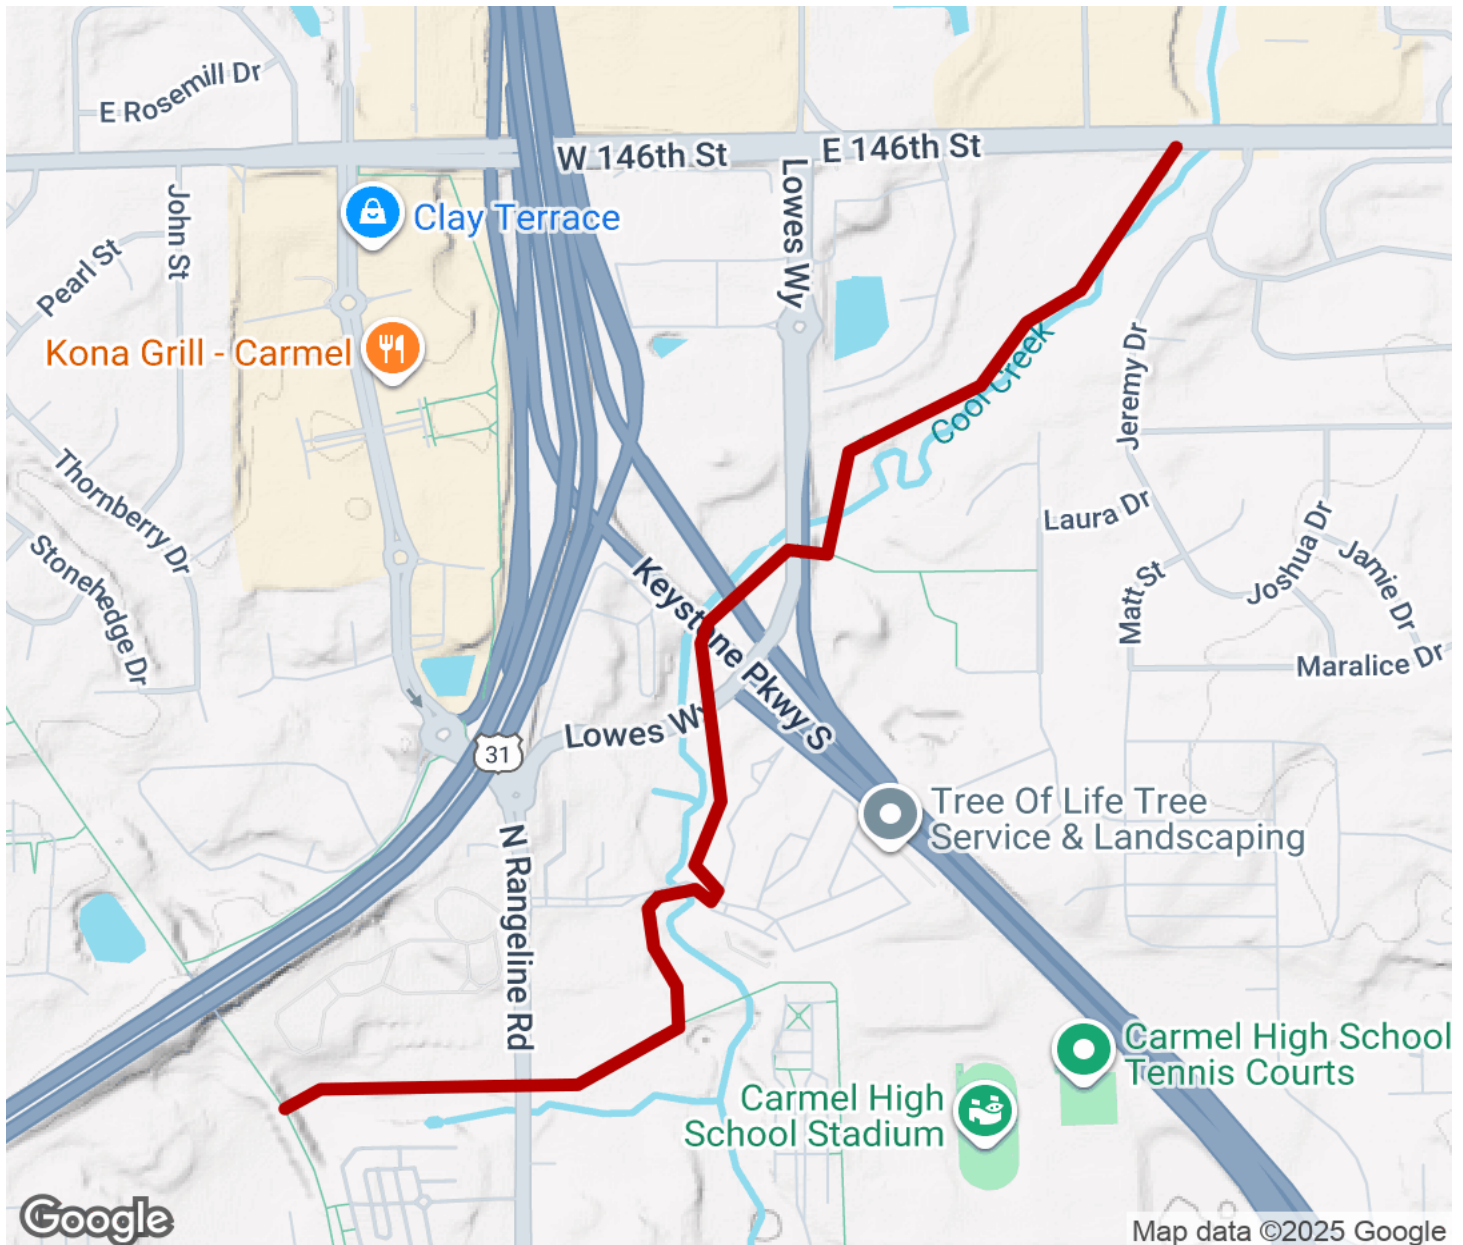 E Rosemill Dr
W 146th St
E 146th St
John St
Clay Terrace
Lowes Wy
Pearl St
Kona Grill - Carmel
Cool Creek
Jeremy Dr
Thornberry Dr
Laura Dr
Stonehedge Dr
Keystone Pkwy S
Matt St
Joshua Dr
Jamie Dr
Maralice Dr
Lowes Wy
31
Tree Of Life Tree
Service & Landscaping
N Rangeline Rd
Carmel High School
Tennis Courts
Carmel High
School Stadium
Google
Map data ©2025 Google